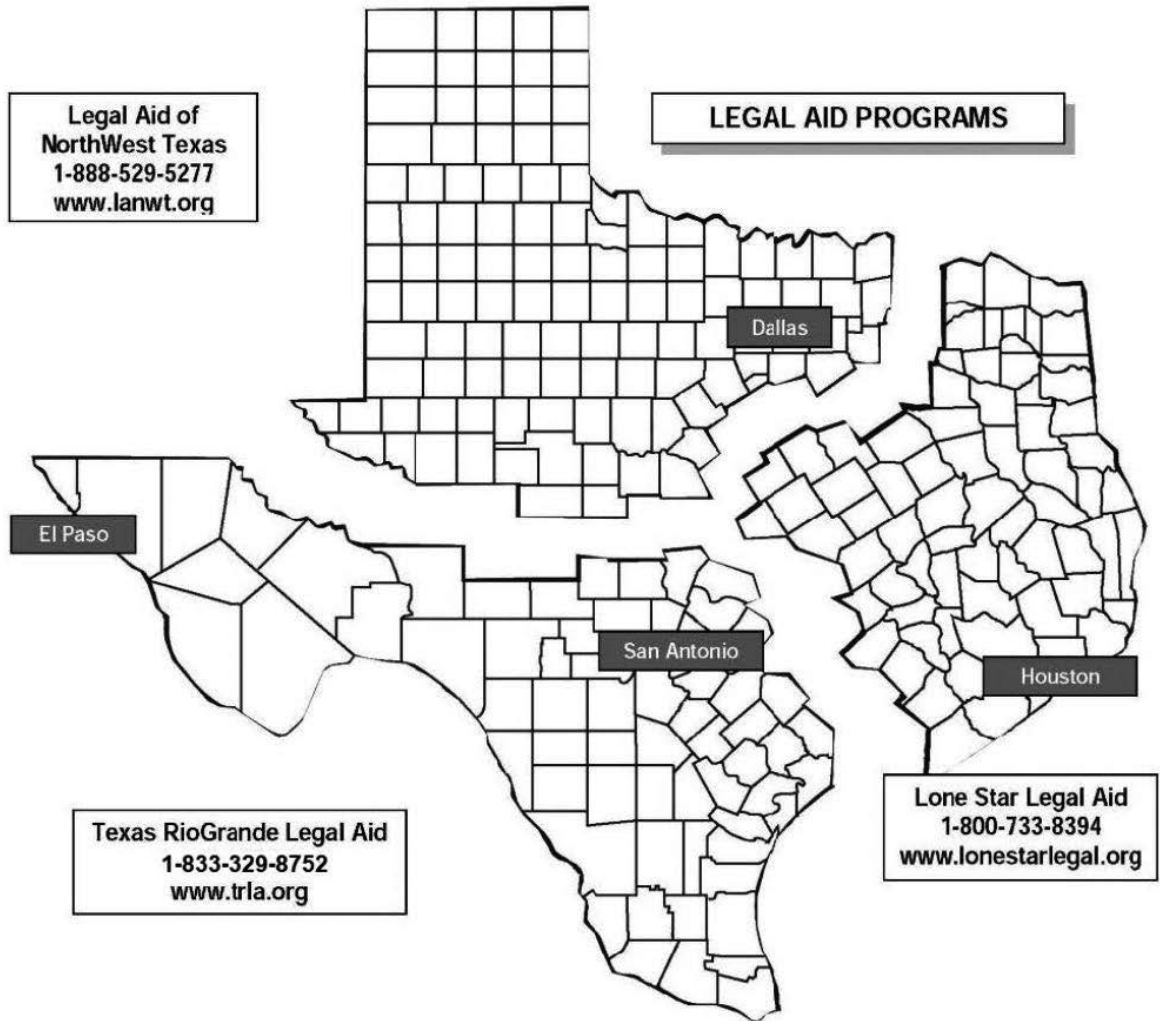 Legal Aid of
NorthWest Texas
1-888-529-5277
www.lanwt.org
LEGAL AID PROGRAMS
Dallas
El Paso
San Antonio
Houston
Texas RioGrande Legal Aid
1-833-329-8752
www.trla.org
Lone Star Legal Aid
1-800-733-8394
www.lonestarlegal.org